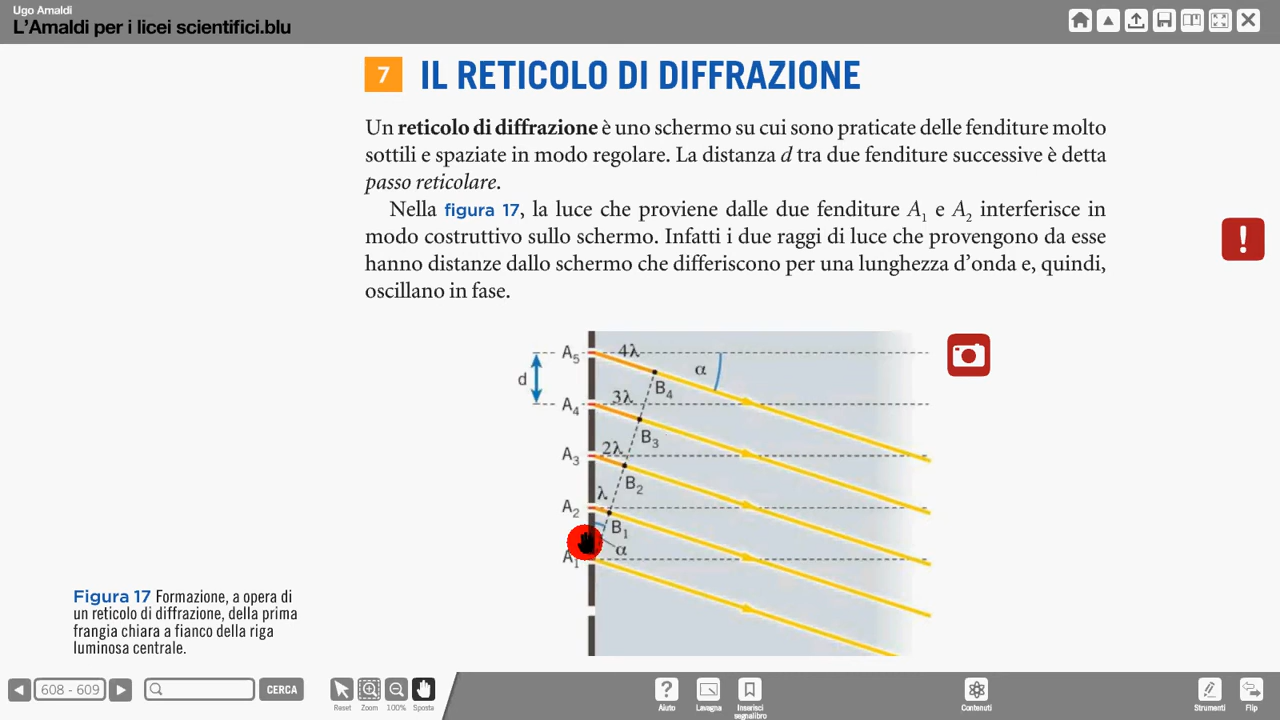 Ugo Amaldi
L'Amaldi per i licei scientifici.blu
7 IL RETICOLO DI DIFFRAZIONE
Un reticolo di diffrazione è uno schermo su cui sono praticate delle fenditure molto
sottili e spaziate in modo regolare. La distanza d tra due fenditure successive è detta
passo reticolare.
Nella figura 17, la luce che proviene dalle due fenditure A1 e A2 interferisce in
modo costruttivo sullo schermo. Infatti i due raggi di luce che provengono da esse
hanno distanze dallo schermo che differiscono per una lunghezza d'onda e, quindi,
oscillano in fase.
!
A5 4λ α
d
B4
A4 3λ
B3
A3 2λ
B2
A2 λ
B1
α
A1
Figura 17 Formazione, a opera di
un reticolo di diffrazione, della prima
frangia chiara a fianco della riga
luminosa centrale.
608 - 609 CERCA
Reset Zoom 100% Sposta
? Aiuto Lavagna Inserisci
segnalibro
Contenuti
Strumenti Flip